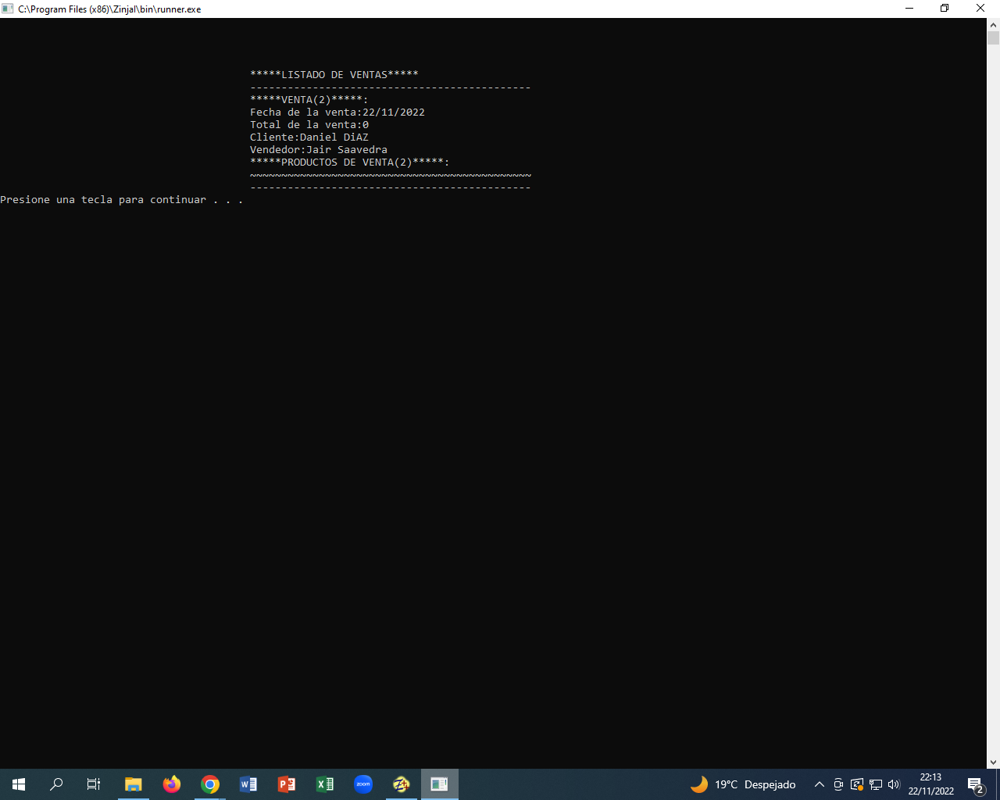 C:\Program Files (x86)\Zinjal\bin\runner.exe
*****LISTADO DE VENTAS*****
---------------------------------------------
*****VENTA(2)*****:
Fecha de la venta:22/11/2022
Total de la venta:0
Cliente:Daniel DiAZ
Vendedor:Jair Saavedra
*****PRODUCTOS DE VENTA(2)*****:
~~~~~~~~~~~~~~~~~~~~~~~~~~~~~~~~~~~~~~~~~~~~~
---------------------------------------------
Presione una tecla para continuar . . .
19°C Despejado
22:13
22/11/2022
2
zoom